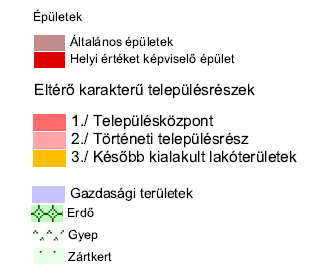 Épületek
Általános épületek
Helyi értéket képviselő épület
Eltérő karakterű településrészek
1./ Településközpont
2./ Történeti településrész
3./ Később kialakult lakóterületek
Gazdasági területek
Erdő
Gyep
Zártkert